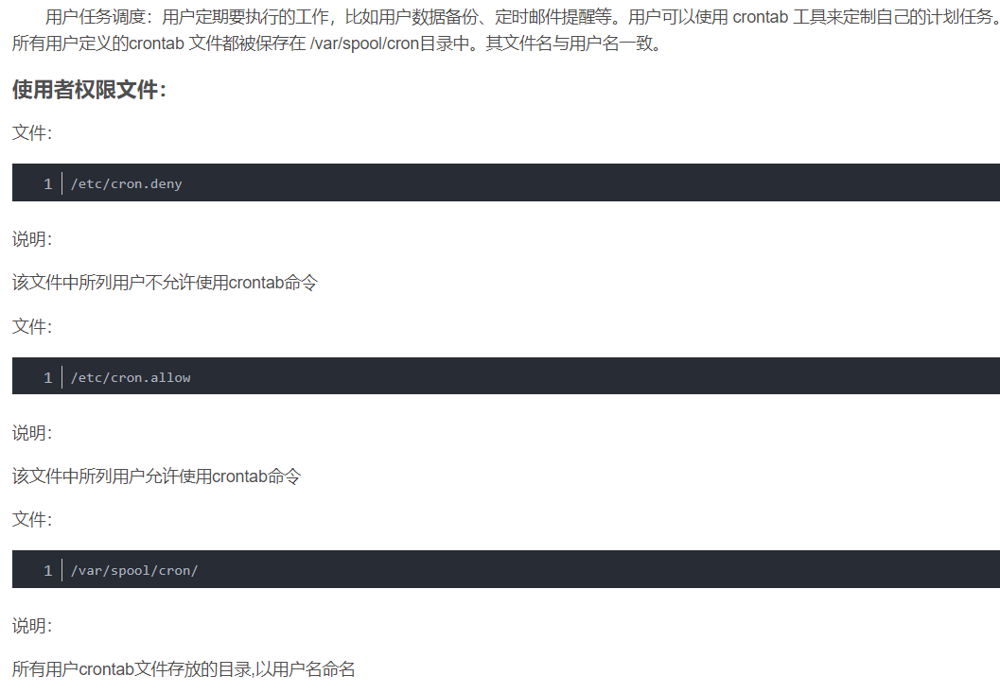 用户任务调度：用户定期要执行的工作，比如用户数据备份、定时邮件提醒等。用户可以使用 crontab 工具来定制自己的计划任务。
所有用户定义的crontab 文件都被保存在 /var/spool/cron目录中。其文件名与用户名一致。
使用者权限文件：
文件：
1 /etc/cron.deny
说明：
该文件中所列用户不允许使用crontab命令
文件：
1 /etc/cron.allow
说明：
该文件中所列用户允许使用crontab命令
文件：
1 /var/spool/cron/
说明：
所有用户crontab文件存放的目录,以用户名命名